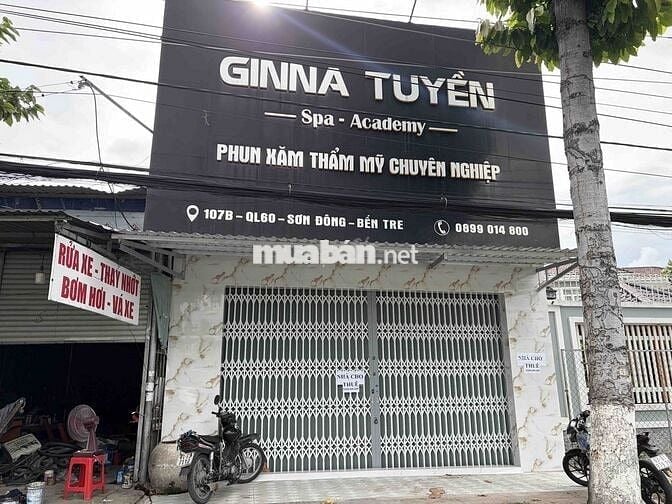 GINNA TUYỀN
Spa - Academy
PHUN XĂM THẨM MỸ CHUYÊN NGHIỆP
107B - QL60 - SƠN ĐÔNG - BẾN TRE
0899 014 800
muaban.net
RỬA XE - THAY NHỚT
BƠM HƠI - VÁ XE
NHÀ CHO
THUÊ
NHÀ CHO
THUÊ